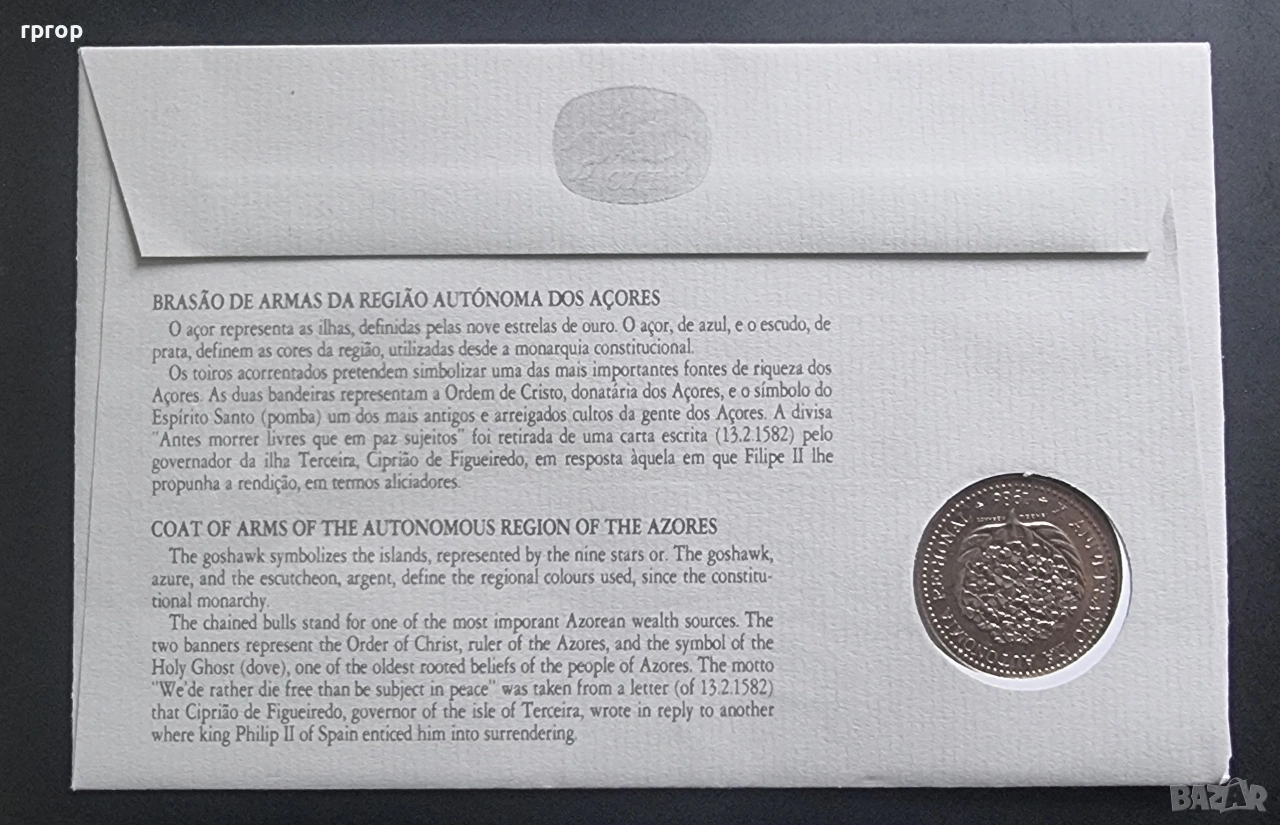 rprop
BRASÃO DE ARMAS DA REGIÃO AUTÓNOMA DOS AÇORES
O açor representa as ilhas, definidas pelas nove estrelas de ouro. O açor, de azul, e o escudo, de
prata, definem as cores da região, utilizadas desde a monarquia constitucional.
Os toiros acorrentados pretendem simbolizar uma das mais importantes fontes de riqueza dos
Açores. As duas bandeiras representam a Ordem de Cristo, donatária dos Açores, e o símbolo do
Espírito Santo (pomba) um dos mais antigos e arreigados cultos da gente dos Açores. A divisa
"Antes morrer livres que em paz sujeitos" foi retirada de uma carta escrita (13.2.1582) pelo
governador da ilha Terceira, Ciprião de Figueiredo, em resposta àquela em que Filipe II lhe
propunha a rendição, em termos aliciadores.
COAT OF ARMS OF THE AUTONOMOUS REGION OF THE AZORES
The goshawk symbolizes the islands, represented by the nine stars or. The goshawk,
azure, and the escutcheon, argent, define the regional colours used, since the constitu-
tional monarchy.
The chained bulls stand for one of the most imporant Azorean wealth sources. The
two banners represent the Order of Christ, ruler of the Azores, and the symbol of the
Holy Ghost (dove), one of the oldest rooted beliefs of the people of Azores. The motto
"We'de rather die free than be subject in peace" was taken from a letter (of 13.2.1582)
that Ciprião de Figueiredo, governor of the isle of Terceira, wrote in reply to another
where king Philip II of Spain enticed him into surrendering.
REGIONAL
1986
BAZAR